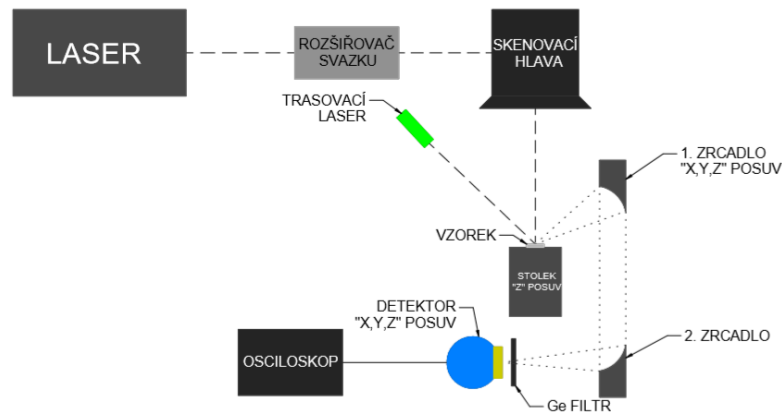 LASER
ROZŠIŘOVAČ
SVAZKU
SKENOVACÍ
HLAVA
TRASOVACÍ
LASER
1. ZRCADLO
"X,Y,Z" POSUV
VZOREK
STOLEK
"Z" POSUV
DETEKTOR
"X,Y,Z" POSUV
2. ZRCADLO
OSCILOSKOP
Ge FILTR